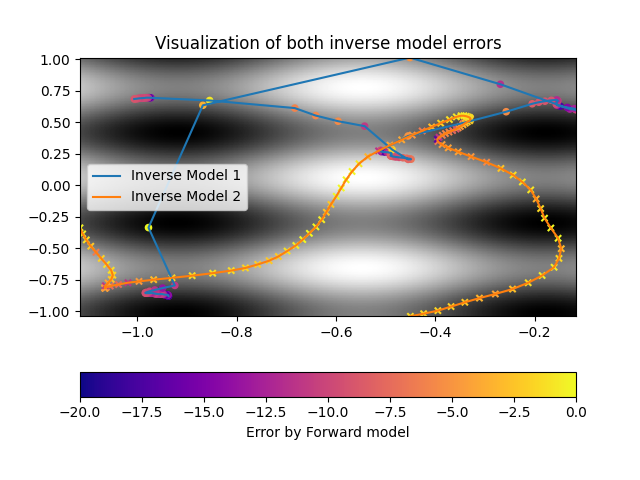 Visualization of both inverse model errors
1.00
0.75
0.50
0.25
0.00
−0.25
−0.50
−0.75
−1.00
Inverse Model 1
Inverse Model 2
−1.0 −0.8 −0.6 −0.4 −0.2
−20.0 −17.5 −15.0 −12.5 −10.0 −7.5 −5.0 −2.5 0.0
Error by Forward model